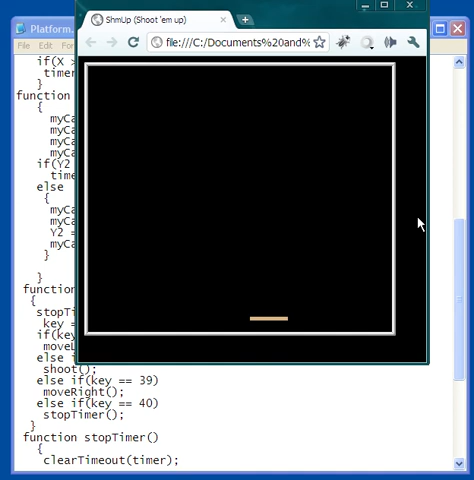 ShmUp (Shoot 'em up)
Platform.
file:///C:/Documents%20and%
File Edit
if(X >
timer
}
function
{
myCa
myCa
myCa
myCa
if(Y2
time
else
{
myCa
myCa
Y2 =
myCa
}
}
function
{
stopTi
key =
if(key
moveL
else i
shoot();
else if(key == 39)
moveRight();
else if(key == 40)
stopTimer();
}
function stopTimer()
{
clearTimeout(timer);